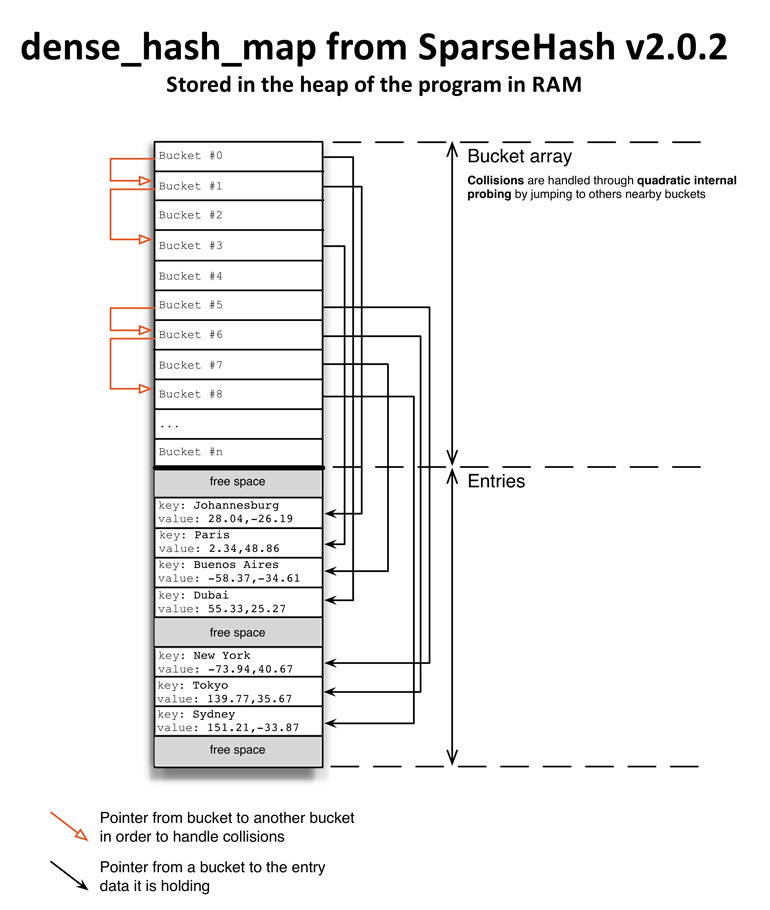 dense_hash_map from SparseHash v2.0.2
Stored in the heap of the program in RAM
Bucket #0
Bucket #1
Bucket #2
Bucket #3
Bucket #4
Bucket #5
Bucket #6
Bucket #7
Bucket #8
...
Bucket #n
Bucket array
Collisions are handled through quadratic internal
probing by jumping to others nearby buckets
free space
Entries
key: Johannesburg
value: 28.04,-26.19
key: Paris
value: 2.34,48.86
key: Buenos Aires
value: -58.37,-34.61
key: Dubai
value: 55.33,25.27
free space
key: New York
value: -73.94,40.67
key: Tokyo
value: 139.77,35.67
key: Sydney
value: 151.21,-33.87
free space
Pointer from bucket to another bucket
in order to handle collisions
Pointer from a bucket to the entry
data it is holding